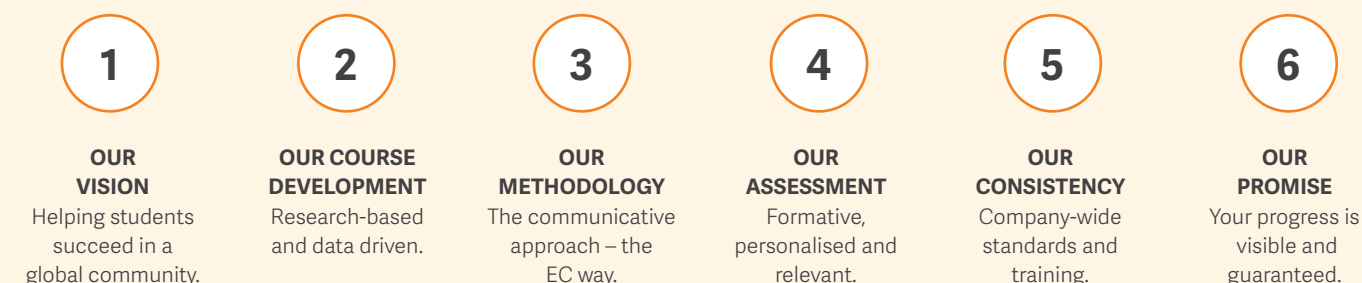 1
OUR
VISION
Helping students
succeed in a
global community.
2
OUR COURSE
DEVELOPMENT
Research-based
and data driven.
3
OUR
METHODOLOGY
The communicative
approach – the
EC way.
4
OUR
ASSESSMENT
Formative,
personalised and
relevant.
5
OUR
CONSISTENCY
Company-wide
standards and
training.
6
OUR
PROMISE
Your progress is
visible and
guaranteed.